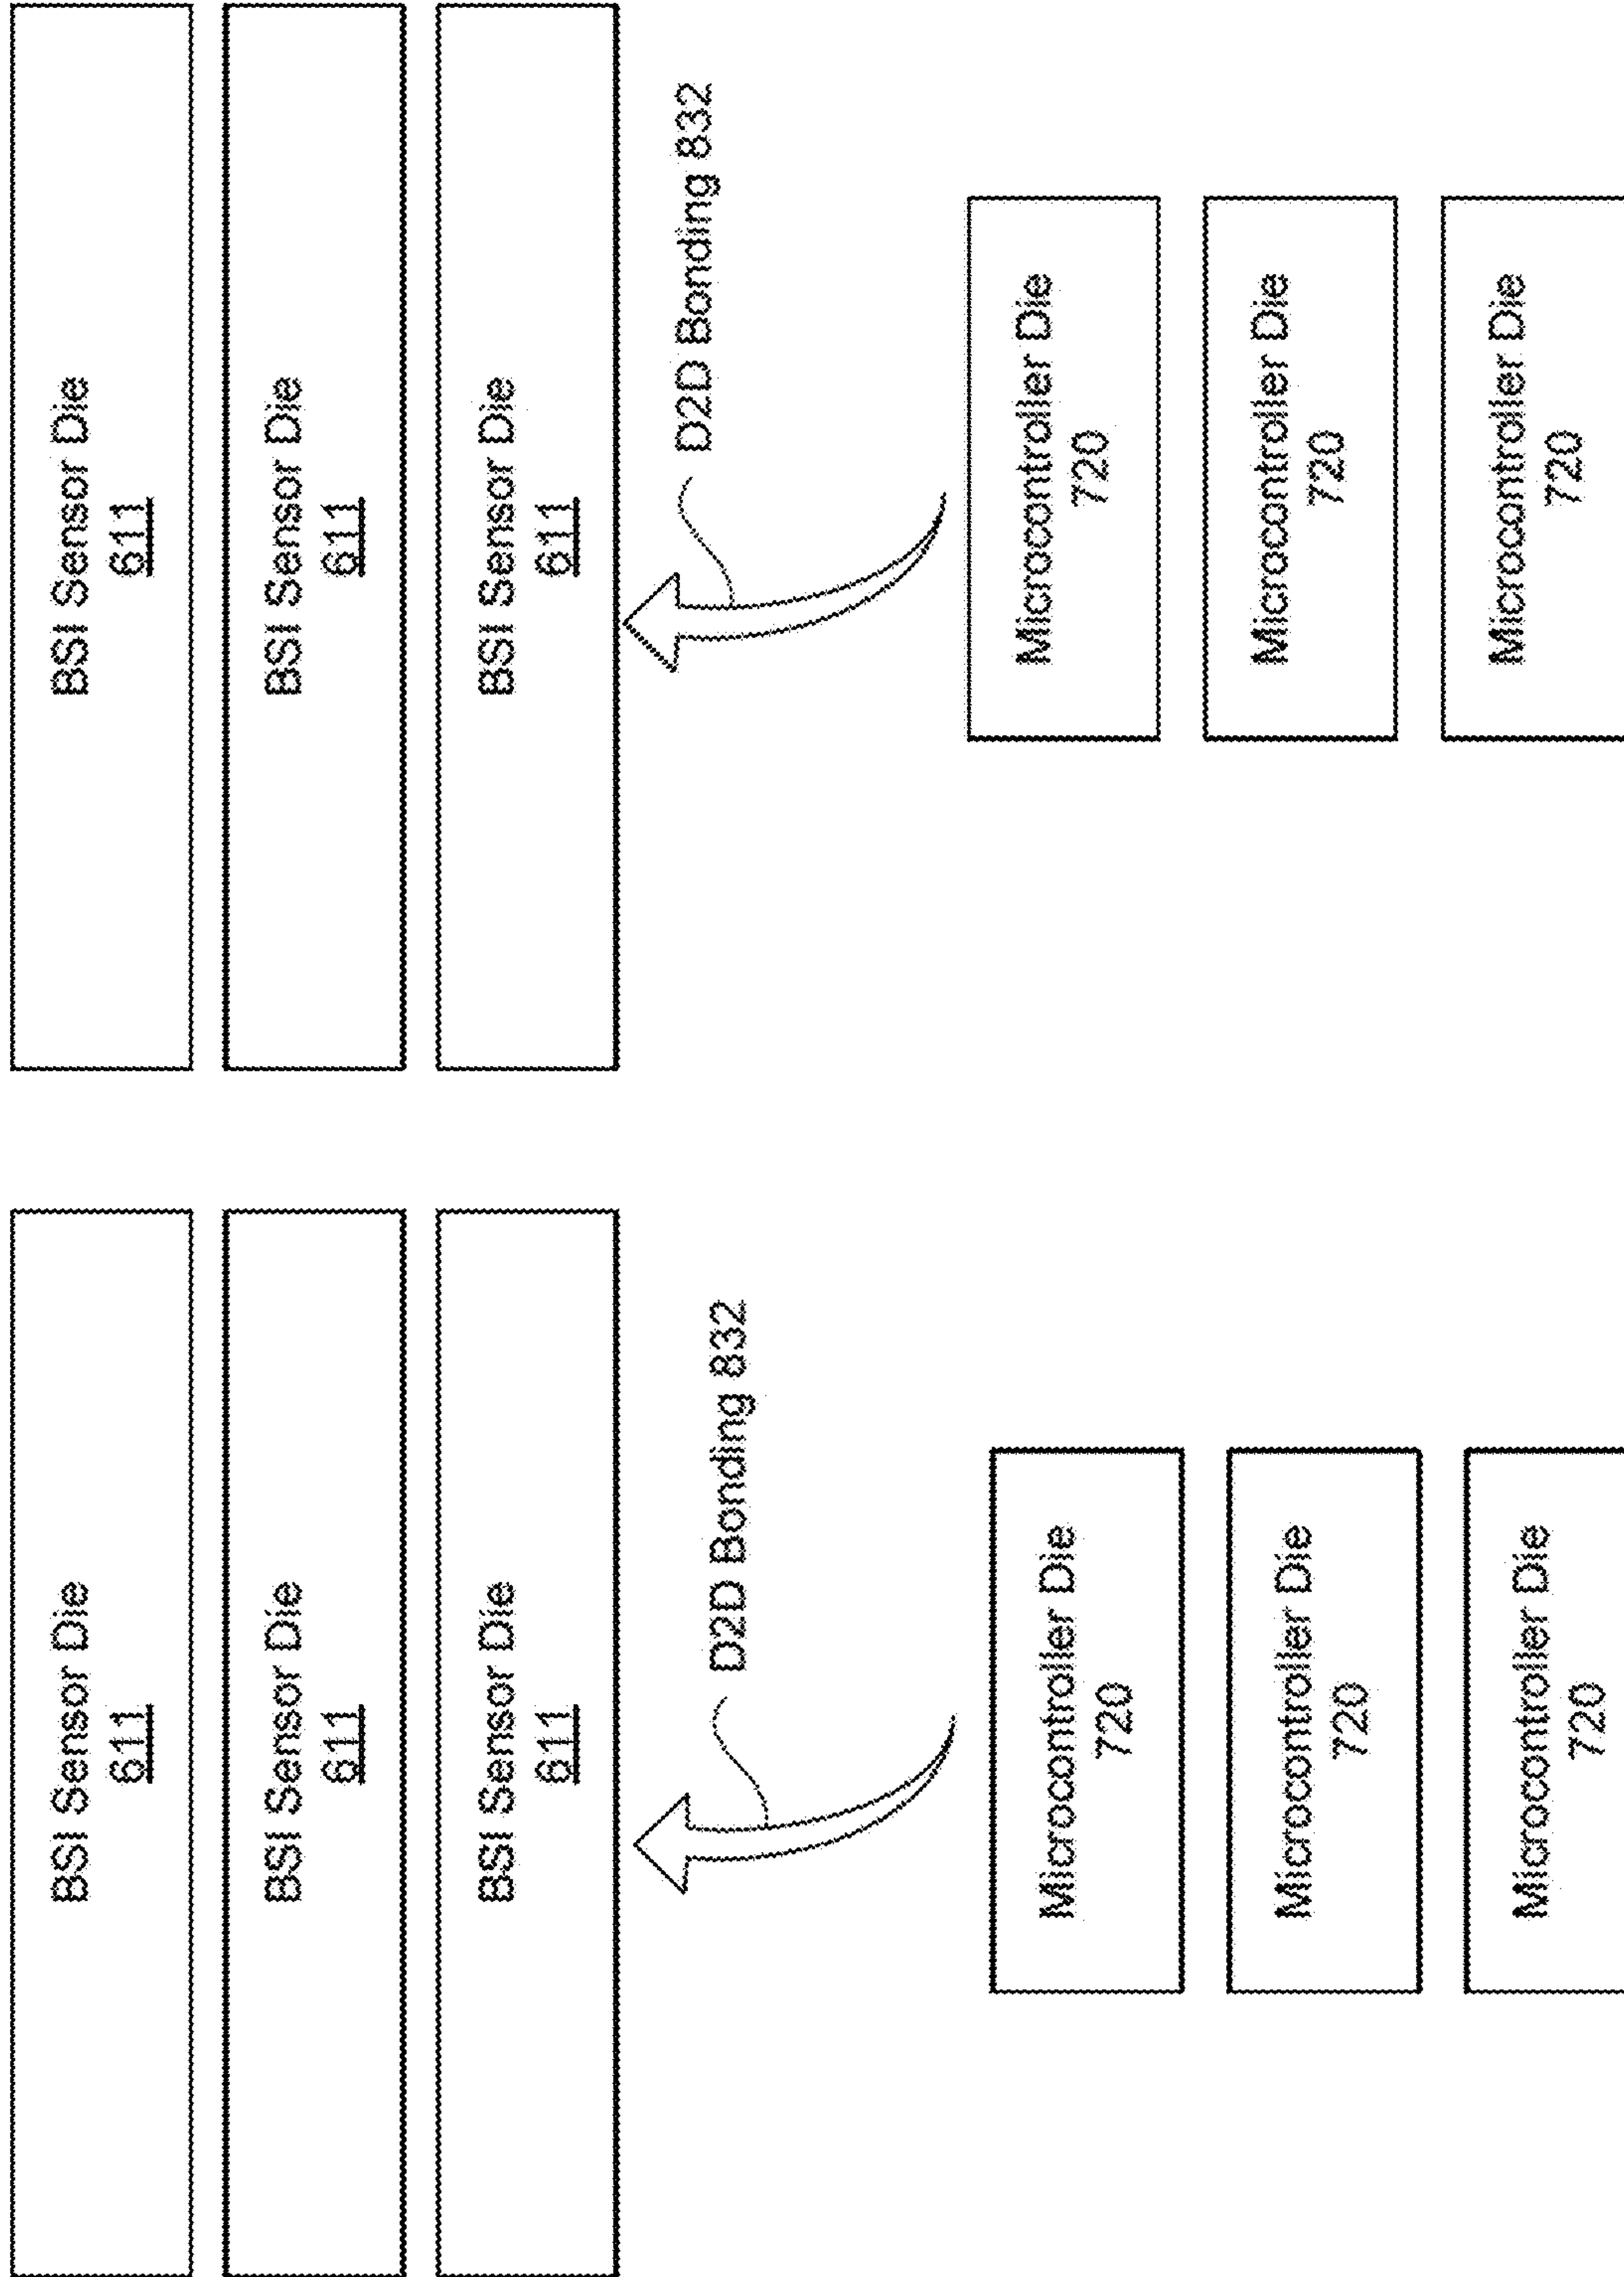 BSI Sensor Die
611
BSI Sensor Die
611
BSI Sensor Die
611
D2D Bonding 832
Microcontroller Die
720
Microcontroller Die
720
Microcontroller Die
720
BSI Sensor Die
611
BSI Sensor Die
611
BSI Sensor Die
611
D2D Bonding 832
Microcontroller Die
720
Microcontroller Die
720
Microcontroller Die
720